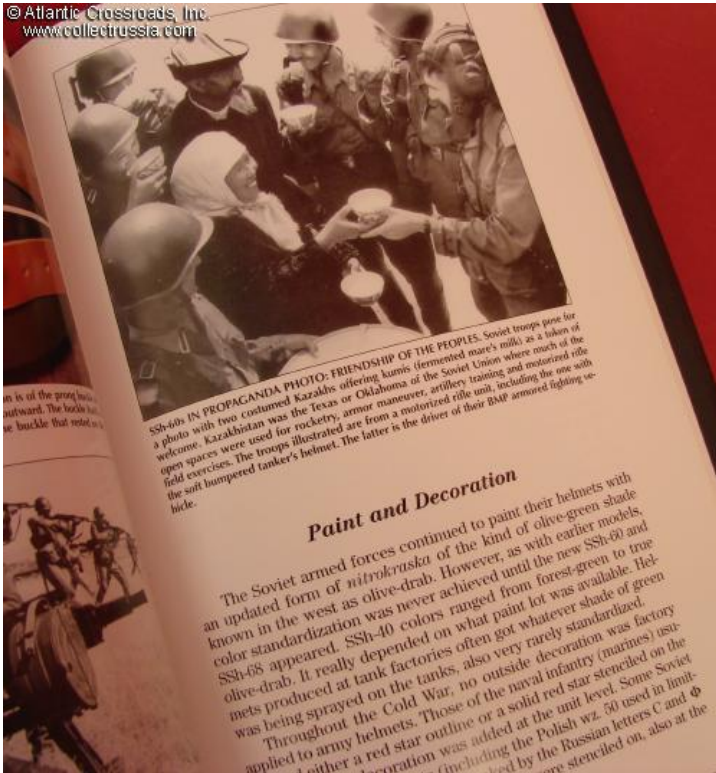 © Atlantic Crossroads, Inc.
www.collectrussia.com
on is of the prong
outward. The buckle
he buckle that rested
SSh-60s IN PROPAGANDA PHOTO: FRIENDSHIP OF THE PEOPLES. Soviet troops pose for
a photo with two costumed Kazakhs offering kumis (fermented mare's milk) as a token of
welcome. Kazakhistan was the Texas or Oklahoma of the Soviet Union where much of the
open spaces were used for rocketry, armor maneuver, artillery training and motorized rifle
field exercises. The troops illustrated are from a motorized rifle unit, including the one with
the soft bumpered tanker's helmet. The latter is the driver of their BMP armored fighting ve-
hicle.
Paint and Decoration
The Soviet armed forces continued to paint their helmets with
an updated form of nitrokraska of the kind of olive-green shade
known in the west as olive-drab. However, as with earlier models,
color standardization was never achieved until the new SSh-60 and
SSh-68 appeared. SSh-40 colors ranged from forest-green to true
olive-drab. It really depended on what paint lot was available. Hel-
mets produced at tank factories often got whatever shade of green
was being sprayed on the tanks, also very rarely standardized.
Throughout the Cold War, no outside decoration was factory
applied to army helmets. Those of the naval infantry (marines) usu-
either a red star outline or a solid red star stenciled on the
decoration was added at the unit level. Some Soviet
(including the Polish wz. 50 used in limit-
by the Russian letters С and Ф
were stenciled on, also at the